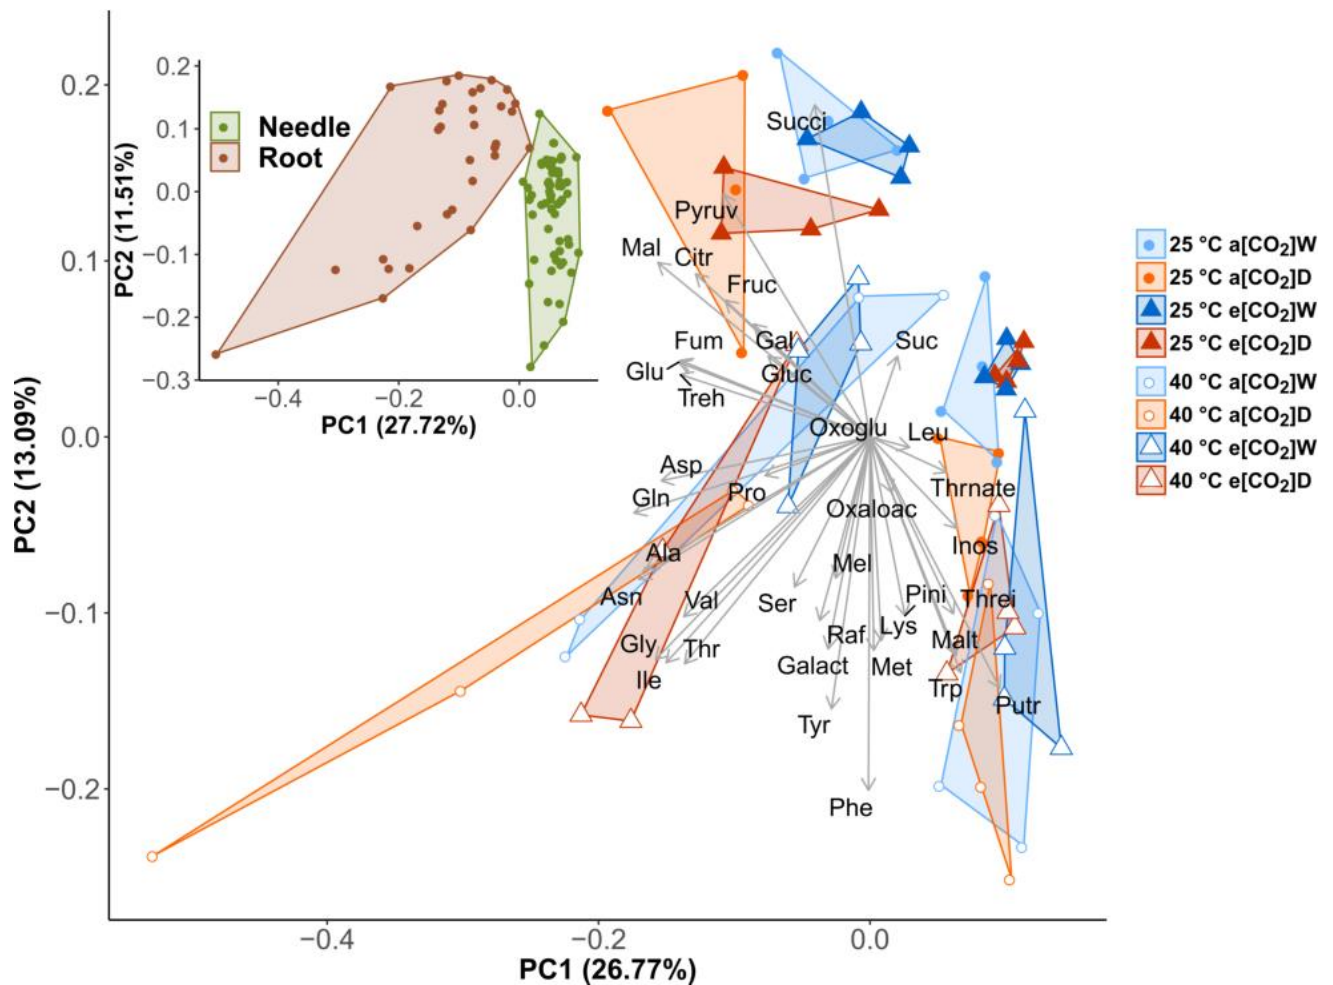 0.2
0.1
0.0
−0.1
−0.2
PC2 (13.09%)
−0.4
−0.2
0.0
PC1 (26.77%)
0.2
0.1
0.0
−0.1
−0.2
−0.3
PC2 (11.51%)
−0.4
−0.2
0.0
PC1 (27.72%)
Needle
Root
Succi
Pyruv
Mal
Citr
Fruc
Fum
Gal
Suc
Glu
Gluc
Treh
Oxoglu
Leu
Asp
Gln
Pro
Thrnate
Oxaloac
Inos
Ala
Mel
Asn
Val
Ser
Pini
Threi
Lys
Raf
Malt
Gly
Thr
Galact
Met
Ile
Trp
Putr
Tyr
Phe
25 °C a[CO₂]W
25 °C a[CO₂]D
25 °C e[CO₂]W
25 °C e[CO₂]D
40 °C a[CO₂]W
40 °C a[CO₂]D
40 °C e[CO₂]W
40 °C e[CO₂]D